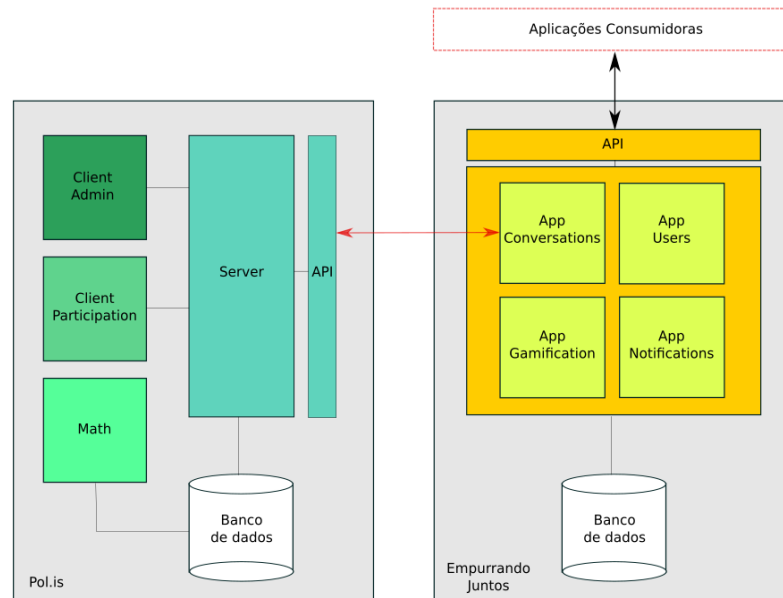 Aplicações Consumidoras
API
Client
Admin
Server
API
App
Conversations
App
Users
Client
Participation
App
Gamification
App
Notifications
Math
Banco
de dados
Banco
de dados
Pol.is
Empurrando
Juntos